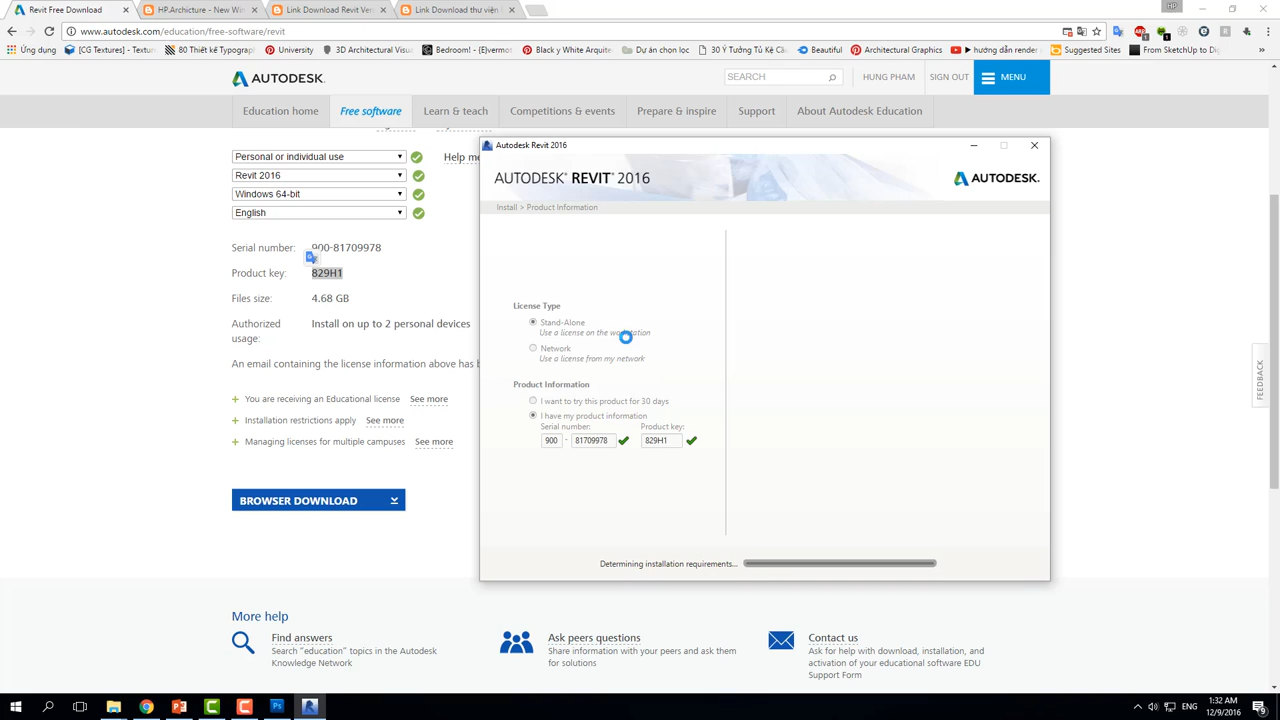 Revit Free Download
HP.Archicture - New Win
Link Download Revit Vers
Link Download thư viện A
HP
www.autodesk.com/education/free-software/revit
Ứng dụng
[CG Textures] - Textu
80 Thiết kế Typograp
University
3D Architectural Visua
Bedroom! - (Evermot
Black y White Arquite
Dự án chọn lọc
30 Ý Tưởng Tủ Kệ Cầu
Beautiful
Architectural Graphics
hướng dẫn render
Suggested Sites
From SketchUp to Dig
AUTODESK.
SEARCH
HUNG PHAM
SIGN OUT
MENU
Education home
Free software
Learn & teach
Competitions & events
Prepare & inspire
Support
About Autodesk Education
Personal or individual use
Help me
Revit 2016
Windows 64-bit
English
Serial number: 900-81709978
Product key: 829H1
Files size: 4.68 GB
Authorized usage: Install on up to 2 personal devices
An email containing the license information above has b
You are receiving an Educational license See more
Installation restrictions apply See more
Managing licenses for multiple campuses See more
BROWSER DOWNLOAD
Autodesk Revit 2016
AUTODESK® REVIT® 2016
AUTODESK.
Install > Product Information
License Type
Stand-Alone
Use a license on the workstation
Network
Use a license from my network
Product Information
I want to try this product for 30 days
I have my product information
Serial number: Product key:
900 - 81709978 829H1
Determining installation requirements...
FEEDBACK
More help
Find answers
Search "education" topics in the Autodesk
Knowledge Network
Ask peers questions
Share information with your peers and ask them
for solutions
Contact us
Ask for help with download, installation, and
activation of your educational software EDU
Support Form
ENG
1:32 AM
12/9/2016